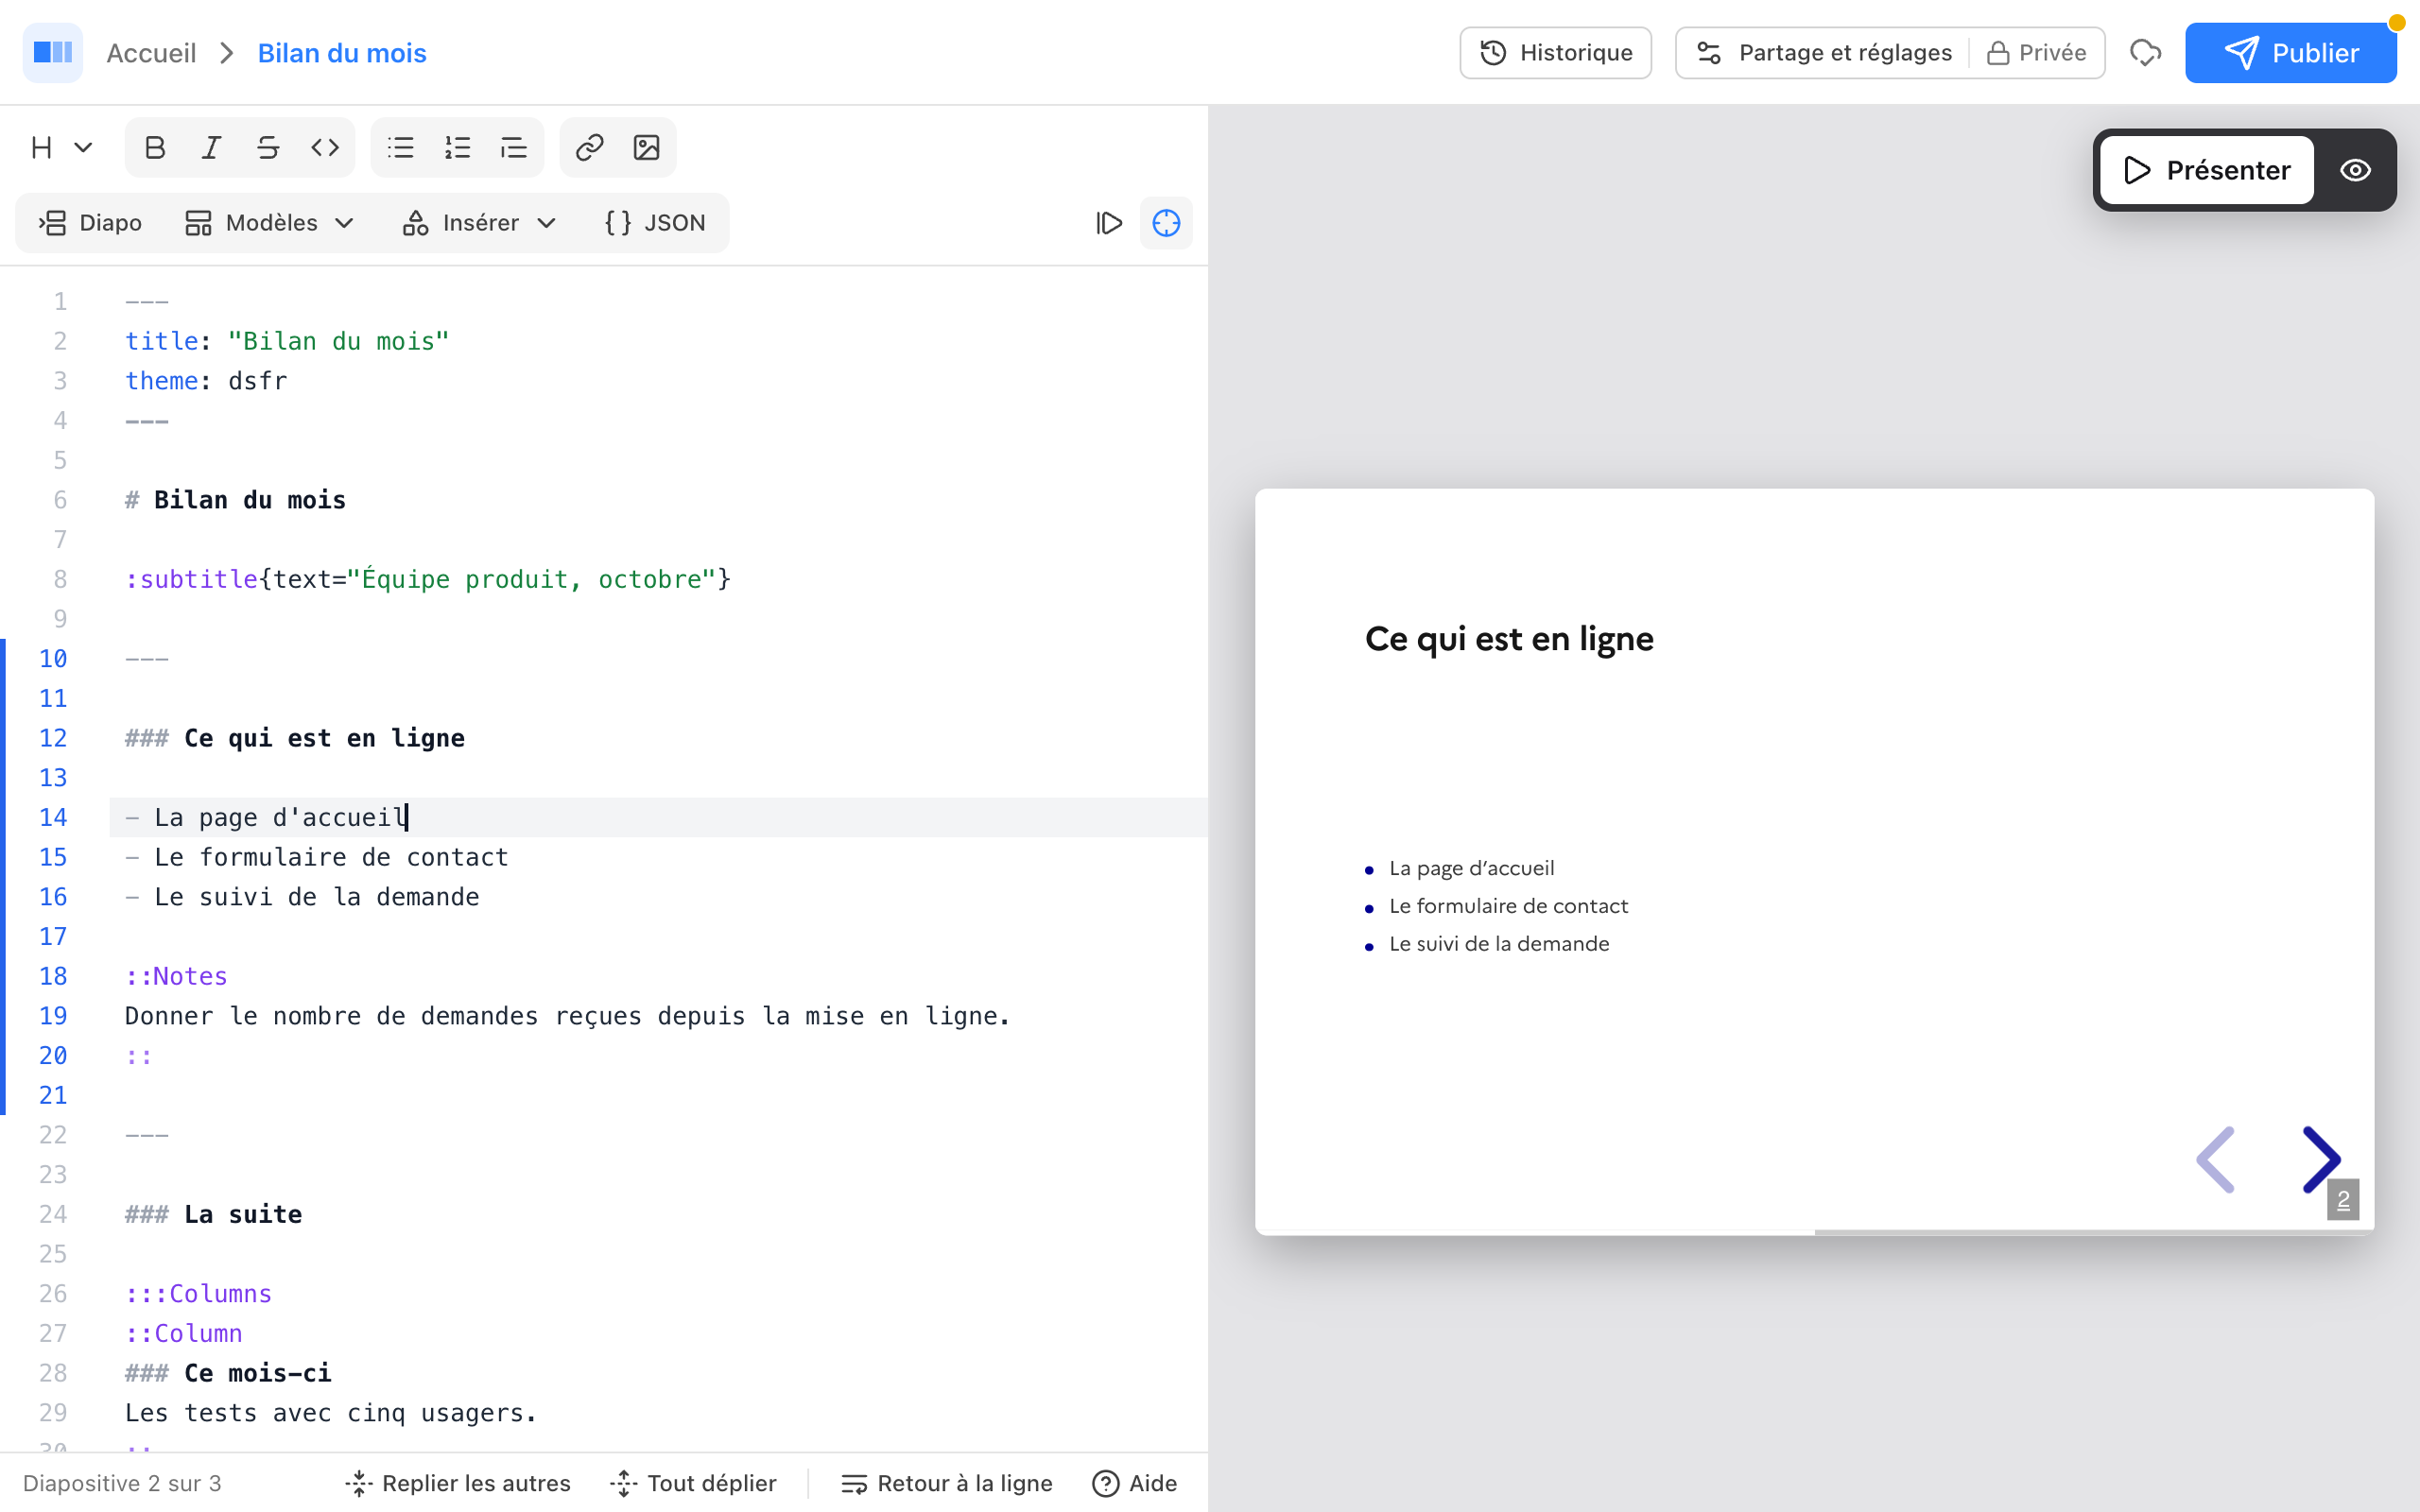 Accueil > Bilan du mois
Historique
Partage et réglages
Privée
Publier
H
B I S <>
Diapo
Modèles
Insérer
{ } JSON
Présenter
1 ---
2 title: "Bilan du mois"
3 theme: dsfr
4 ---
5
6 # Bilan du mois
7
8 :subtitle{text="Équipe produit, octobre"}
9
10 ---
11
12 ### Ce qui est en ligne
13
14 - La page d'accueil
15 - Le formulaire de contact
16 - Le suivi de la demande
17
18 ::Notes
19 Donner le nombre de demandes reçues depuis la mise en ligne.
20 ::
21
22 ---
23
24 ### La suite
25
26 :::Columns
27 ::Column
28 ### Ce mois-ci
29 Les tests avec cinq usagers.
30 ::
Ce qui est en ligne
• La page d’accueil
• Le formulaire de contact
• Le suivi de la demande
2
Diapositive 2 sur 3
Replier les autres
Tout déplier
Retour à la ligne
Aide